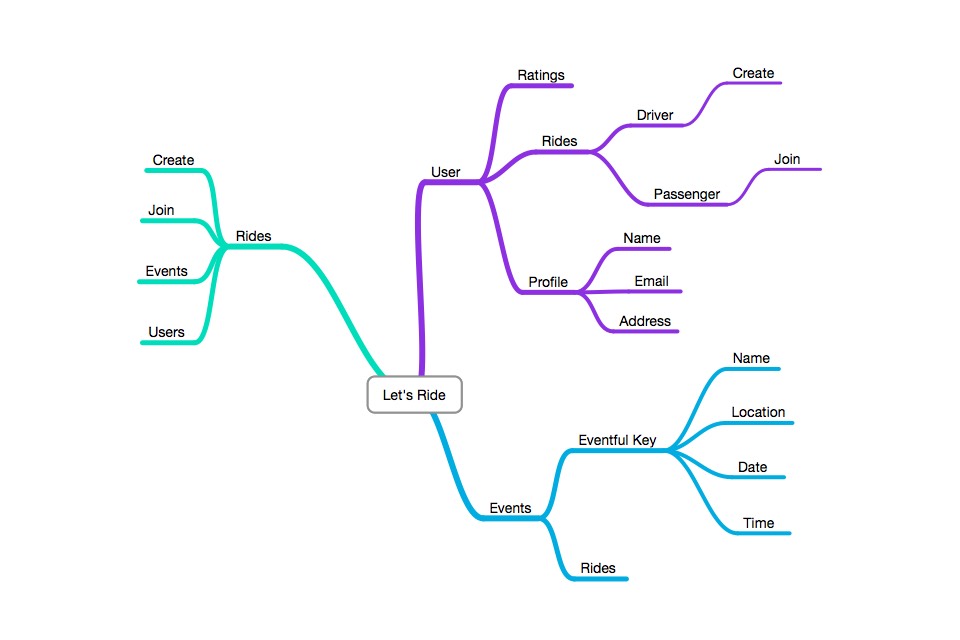 Let's Ride
Rides
Create
Join
Events
Users
User
Ratings
Rides
Driver
Create
Passenger
Join
Profile
Name
Email
Address
Events
Eventful Key
Name
Location
Date
Time
Rides